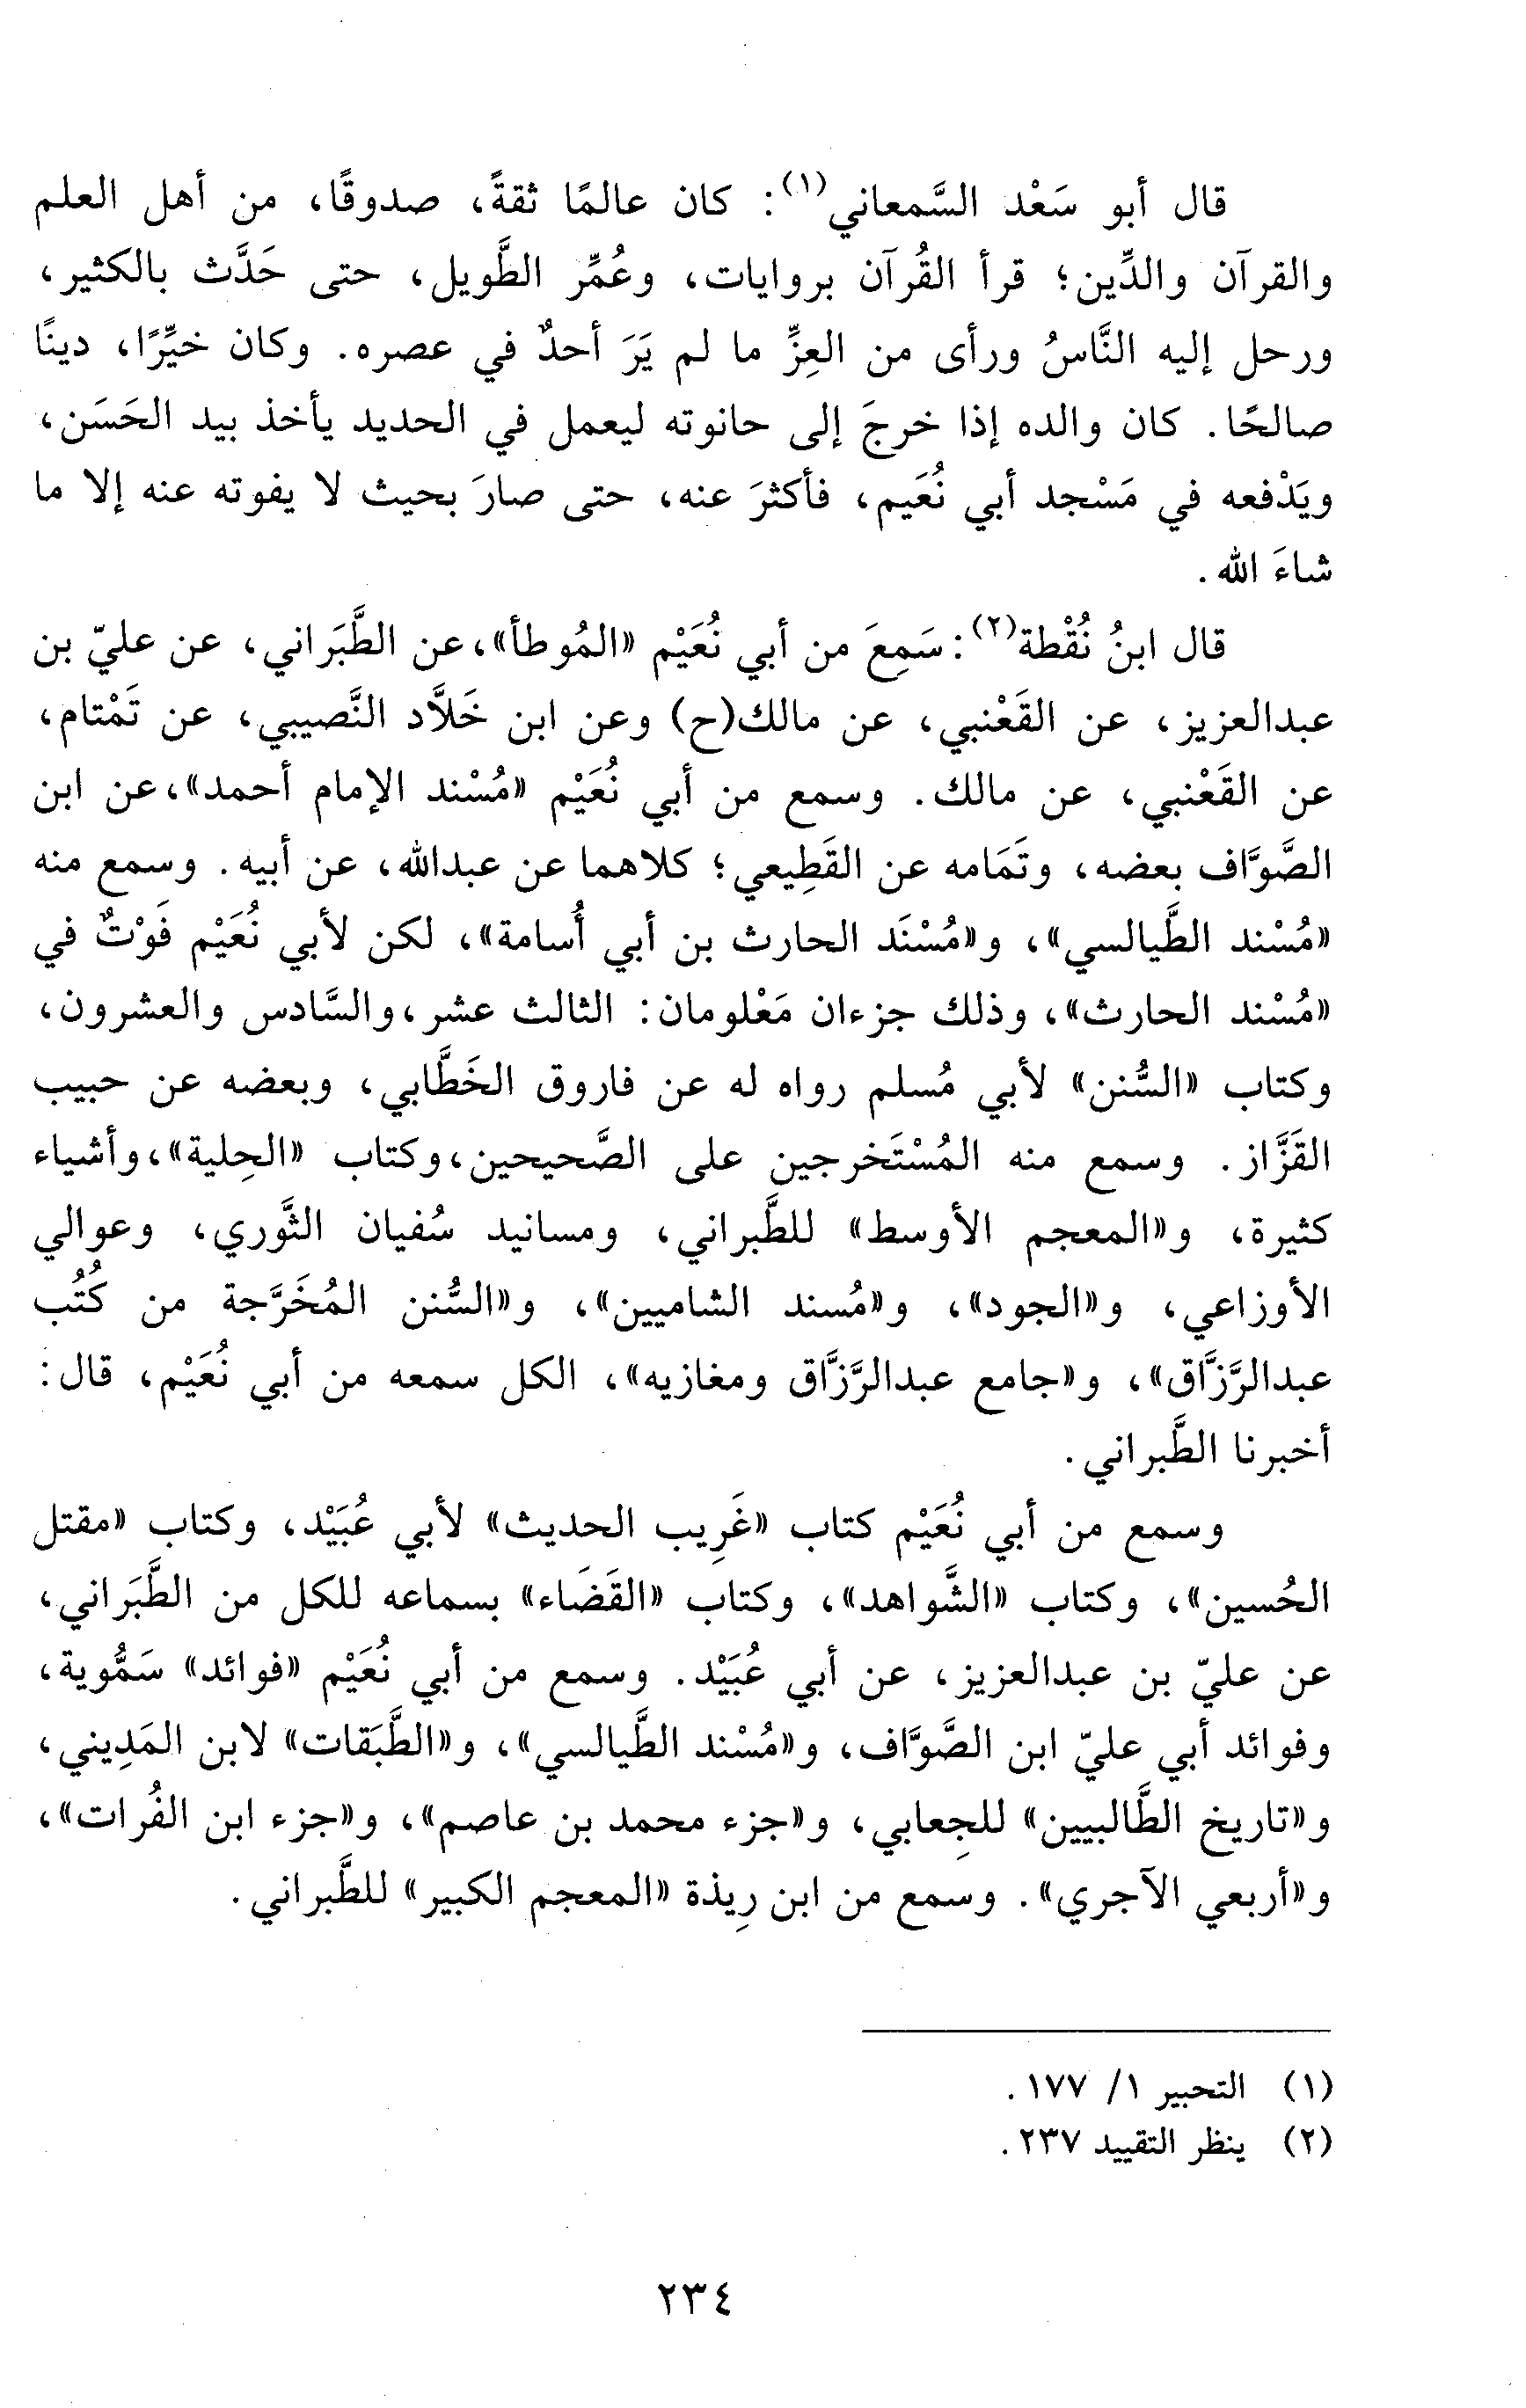 قال أبو سَعْد السَّمعاني(١): كان عالمًا ثقةً، صدوقًا، من أهل العلم
والقرآن والدِّين؛ قرأ القُرآن بروايات، وعُمِّر الطَّويل، حتى حَدَّث بالكثير،
ورحل إليه النَّاسُ ورأى من العِزِّ ما لم يَرَ أحدٌ في عصره. وكان خيِّرًا، دينًا
صالحًا. كان والده إذا خرجَ إلى حانوته ليعمل في الحديد يأخذ بيد الحَسَن،
ويَدْفعه في مَسْجد أبي نُعَيم، فأكثرَ عنه، حتى صارَ بحيث لا يفوته عنه إلا ما
شاءَ الله.
قال ابنُ نُقْطة(٢): سَمِعَ من أبي نُعَيْم «المُوطأ»،عن الطَّبَراني، عن عليّ بن
عبدالعزيز، عن القَعْنبي، عن مالك(ح) وعن ابن خَلاَّد النَّصيبي، عن تَمْتام،
عن القَعْنبي، عن مالك. وسمع من أبي نُعَيْم «مُسْند الإمام أحمد»،عن ابن
الصَّوَّاف بعضه، وتَمَامه عن القَطِيعي؛ كلاهما عن عبدالله، عن أبيه. وسمع منه
«مُسْند الطَّيالسي»، و«مُسْنَد الحارث بن أبي أُسامة»، لكن لأبي نُعَيْم فَوْتٌ في
«مُسْند الحارث»، وذلك جزءان مَعْلومان: الثالث عشر،والسَّادس والعشرون،
وكتاب «السُّنن» لأبي مُسلم رواه له عن فاروق الخَطَّابي، وبعضه عن حبيب
القَزَّاز. وسمع منه المُسْتَخرجين على الصَّحيحين،وكتاب «الحِلية»،وأشياء
كثيرة، و«المعجم الأوسط» للطَّبراني، ومسانيد سُفيان الثَّوري، وعوالي
الأوزاعي، و«الجود»، و«مُسند الشاميين»، و«السُّنن المُخَرَّجة من كُتُب
عبدالرَّزَّاق»، و«جامع عبدالرَّزَّاق ومغازيه»، الكل سمعه من أبي نُعَيْم، قال:
أخبرنا الطَّبراني.
وسمع من أبي نُعَيْم كتاب «غَرِيب الحديث» لأبي عُبَيْد، وكتاب «مقتل
الحُسين»، وكتاب «الشَّواهد»، وكتاب «القَضَاء» بسماعه للكل من الطَّبَراني،
عن عليّ بن عبدالعزيز، عن أبي عُبَيْد. وسمع من أبي نُعَيْم «فوائد» سَمُّوية،
وفوائد أبي عليّ ابن الصَّوَّاف، و«مُسْند الطَّيالسي»، و«الطَّبَقات» لابن المَدِيني،
و«تاريخ الطَّالبيين» للجِعابي، و«جزء محمد بن عاصم»، و«جزء ابن الفُرات»،
و«أربعي الآجري». وسمع من ابن رِيذة «المعجم الكبير» للطَّبراني.
(١) التحبير ١/ ١٧٧.
(٢) ينظر التقييد ٢٣٧.
٢٣٤